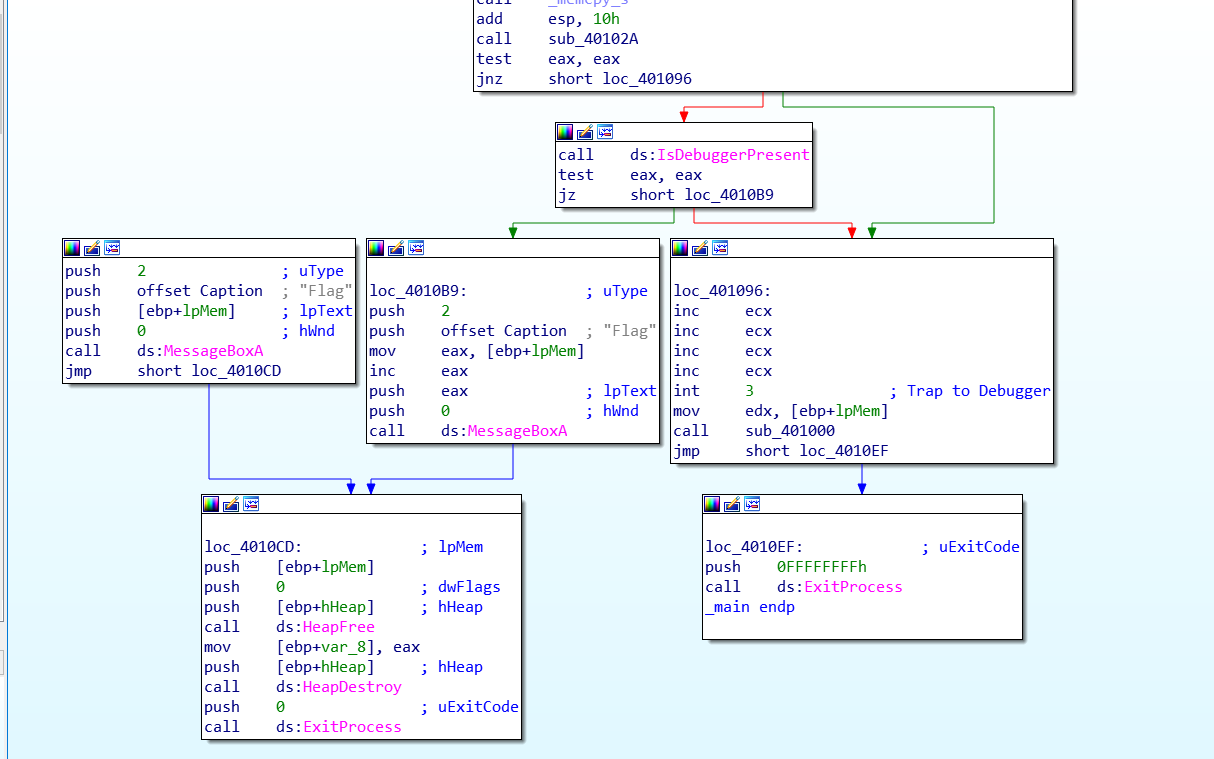 call    _memcpy_s
add     esp, 10h
call    sub_40102A
test    eax, eax
jnz     short loc_401096
call    ds:IsDebuggerPresent
test    eax, eax
jz      short loc_4010B9
push    2               ; uType
push    offset Caption  ; "Flag"
push    [ebp+lpMem]     ; lpText
push    0               ; hWnd
call    ds:MessageBoxA
jmp     short loc_4010CD
loc_4010B9:             ; uType
push    2
push    offset Caption  ; "Flag"
mov     eax, [ebp+lpMem]
inc     eax
push    eax             ; lpText
push    0               ; hWnd
call    ds:MessageBoxA
loc_401096:
inc     ecx
inc     ecx
inc     ecx
inc     ecx
int     3               ; Trap to Debugger
mov     edx, [ebp+lpMem]
call    sub_401000
jmp     short loc_4010EF
loc_4010CD:             ; lpMem
push    [ebp+lpMem]
push    0               ; dwFlags
push    [ebp+hHeap]     ; hHeap
call    ds:HeapFree
mov     [ebp+var_8], eax
push    [ebp+hHeap]     ; hHeap
call    ds:HeapDestroy
push    0               ; uExitCode
call    ds:ExitProcess
loc_4010EF:             ; uExitCode
push    0FFFFFFFFh
call    ds:ExitProcess
_main endp